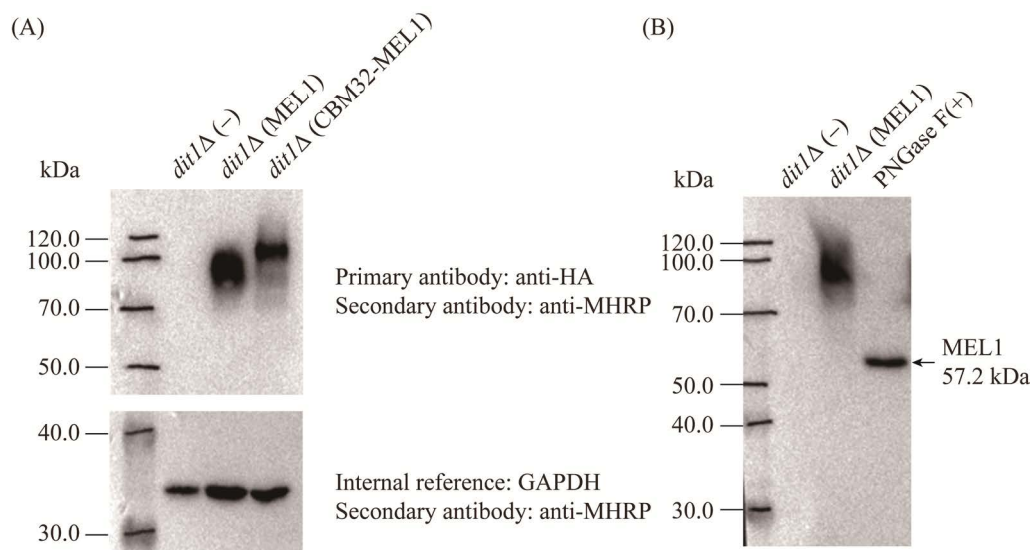 (A)
dit1Δ (−)
dit1Δ (MEL1)
dit1Δ (CBM32-MEL1)
kDa
120.0
100.0
70.0
50.0
Primary antibody: anti-HA
Secondary antibody: anti-MHRP
40.0
30.0
Internal reference: GAPDH
Secondary antibody: anti-MHRP
(B)
dit1Δ (−)
dit1Δ (MEL1)
PNGase F(+)
kDa
120.0
100.0
70.0
50.0
40.0
30.0
MEL1
57.2 kDa